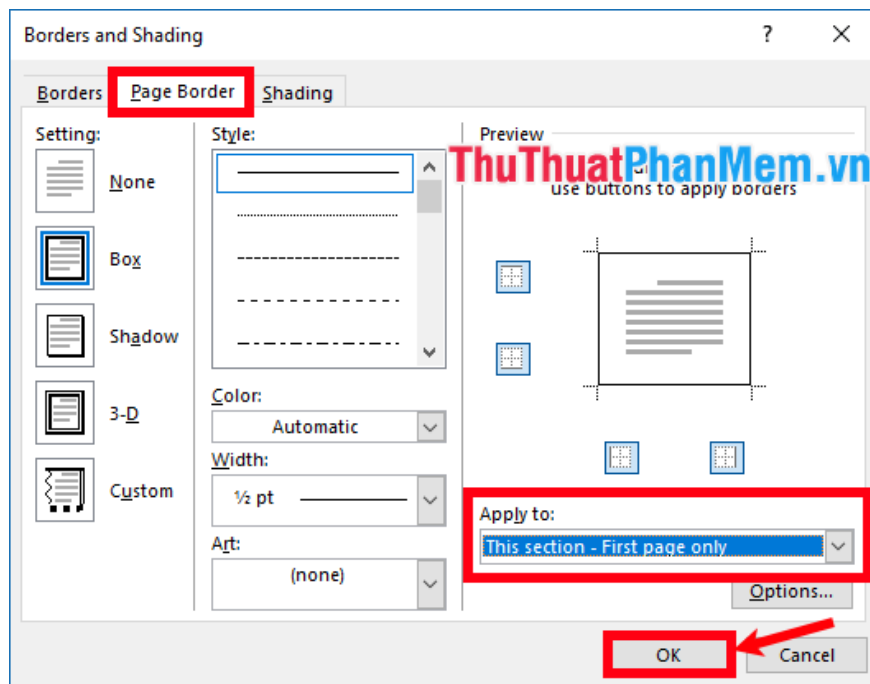 Borders and Shading
?
Borders
Page Border
Shading
Setting:
None
Box
Shadow
3-D
Custom
Style:
Color:
Automatic
Width:
½ pt
Art:
(none)
Preview
ThuThuatPhanMem.vn
use buttons to apply borders
Apply to:
This section - First page only
Options...
OK
Cancel